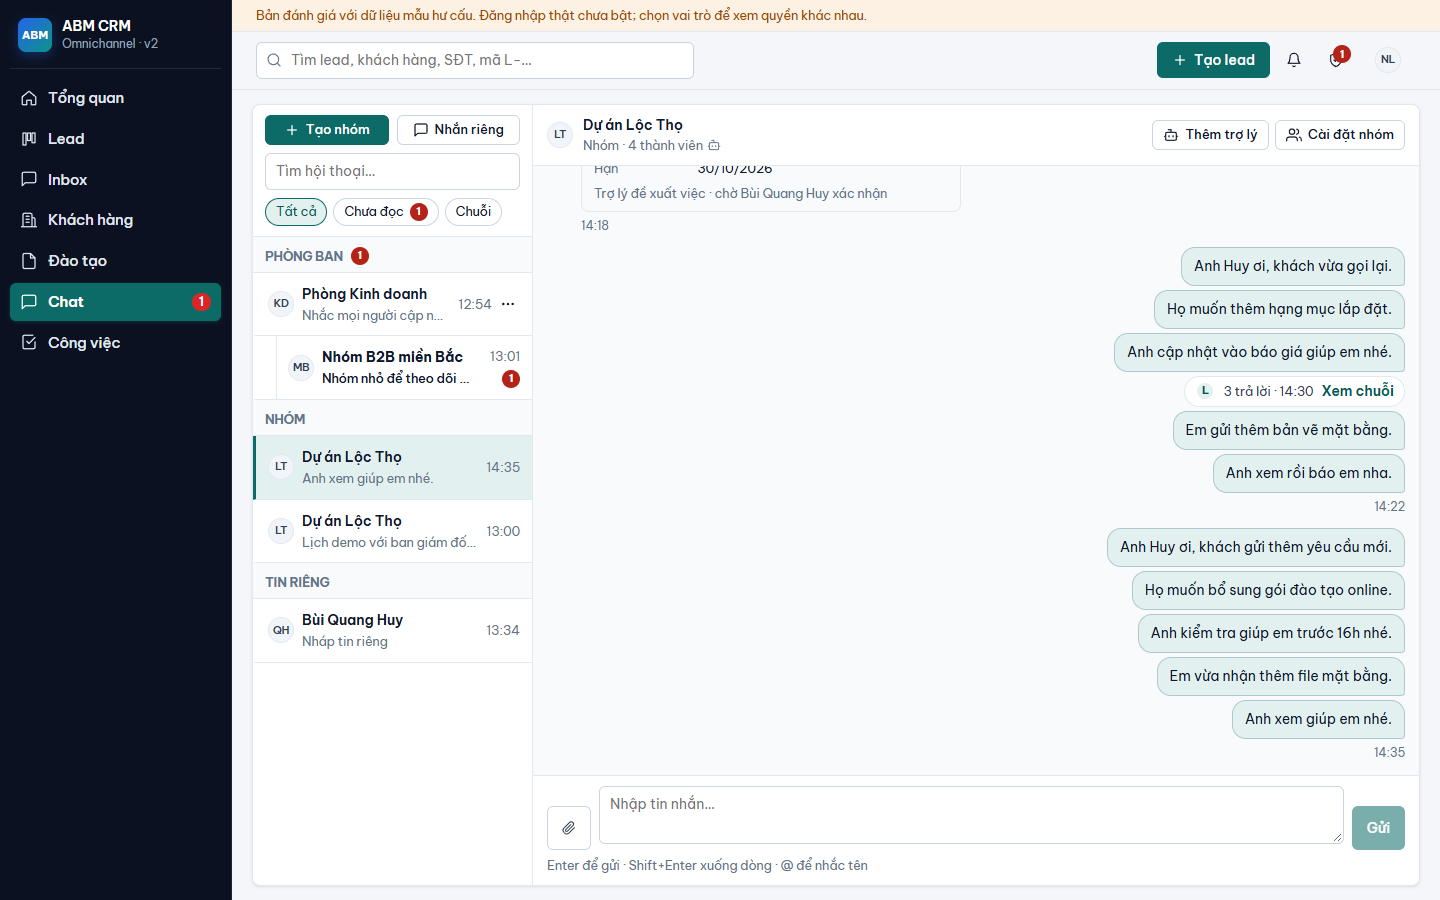 ABM
ABM CRM
Omnichannel · v2
Tổng quan
Lead
Inbox
Khách hàng
Đào tạo
Chat
1
Công việc
Bản đánh giá với dữ liệu mẫu hư cấu. Đăng nhập thật chưa bật; chọn vai trò để xem quyền khác nhau.
Tìm lead, khách hàng, SĐT, mã L-...
Tạo lead
1
NL
Tạo nhóm
Nhắn riêng
Tìm hội thoại...
Tất cả
Chưa đọc 1
Chuỗi
PHÒNG BAN 1
KD
Phòng Kinh doanh
12:54
Nhắc mọi người cập n...
MB
Nhóm B2B miền Bắc
13:01
Nhóm nhỏ để theo dõi ...
1
NHÓM
LT
Dự án Lộc Thọ
14:35
Anh xem giúp em nhé.
LT
Dự án Lộc Thọ
13:00
Lịch demo với ban giám đố...
TIN RIÊNG
QH
Bùi Quang Huy
13:34
Nháp tin riêng
LT
Dự án Lộc Thọ
Nhóm · 4 thành viên
Thêm trợ lý
Cài đặt nhóm
Hạn 30/10/2026
Trợ lý đề xuất việc · chờ Bùi Quang Huy xác nhận
14:18
Anh Huy ơi, khách vừa gọi lại.
Họ muốn thêm hạng mục lắp đặt.
Anh cập nhật vào báo giá giúp em nhé.
L 3 trả lời · 14:30 Xem chuỗi
Em gửi thêm bản vẽ mặt bằng.
Anh xem rồi báo em nha.
14:22
Anh Huy ơi, khách gửi thêm yêu cầu mới.
Họ muốn bổ sung gói đào tạo online.
Anh kiểm tra giúp em trước 16h nhé.
Em vừa nhận thêm file mặt bằng.
Anh xem giúp em nhé.
14:35
Nhập tin nhắn...
Gửi
Enter để gửi · Shift+Enter xuống dòng · @ để nhắc tên